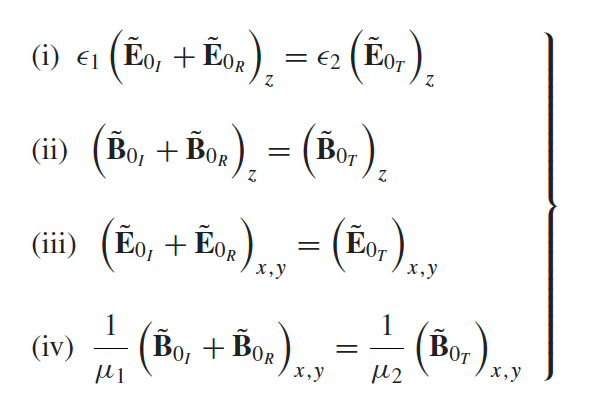 (i) ϵ₁ (Ẽ₀_I + Ẽ₀_R)_z = ϵ₂ (Ẽ₀_T)_z
(ii) (B̃₀_I + B̃₀_R)_z = (B̃₀_T)_z
(iii) (Ẽ₀_I + Ẽ₀_R)_x,y = (Ẽ₀_T)_x,y
(iv) 1/μ₁ (B̃₀_I + B̃₀_R)_x,y = 1/μ₂ (B̃₀_T)_x,y